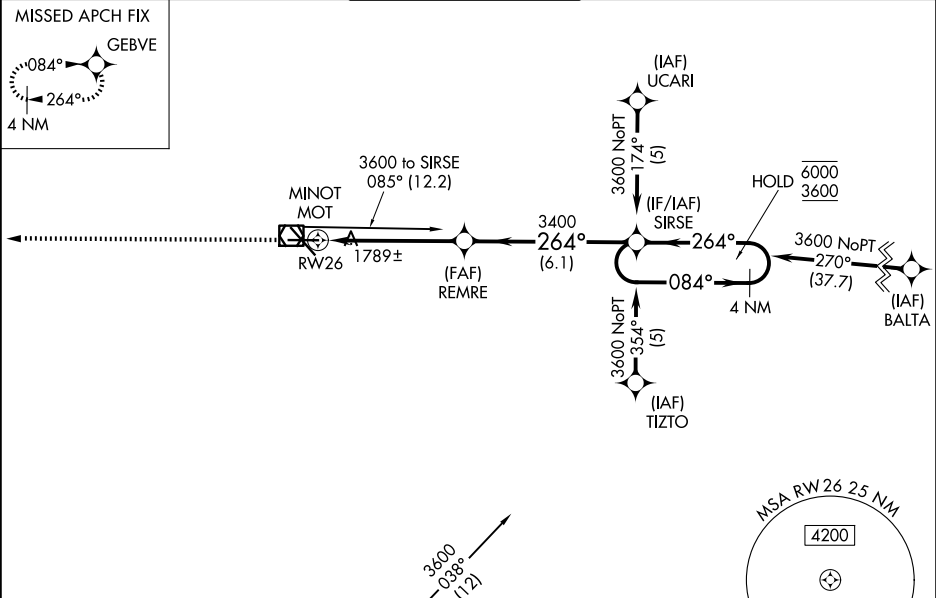 MISSED APCH FIX
GEBVE
084°
264°
4 NM
(IAF)
UCARI
3600 NoPT
174°
(5)
3600 to SIRSE
085° (12.2)
MINOT
MOT
RW26
1789±
(FAF)
REMRE
3400
264°
(6.1)
(IF/IAF)
SIRSE
HOLD
6000
3600
264°
084°
4 NM
3600 NoPT
270°
(37.7)
(IAF)
BALTA
3600 NoPT
354°
(5)
(IAF)
TIZTO
3600
038°
(12)
MSA RW26 25 NM
4200